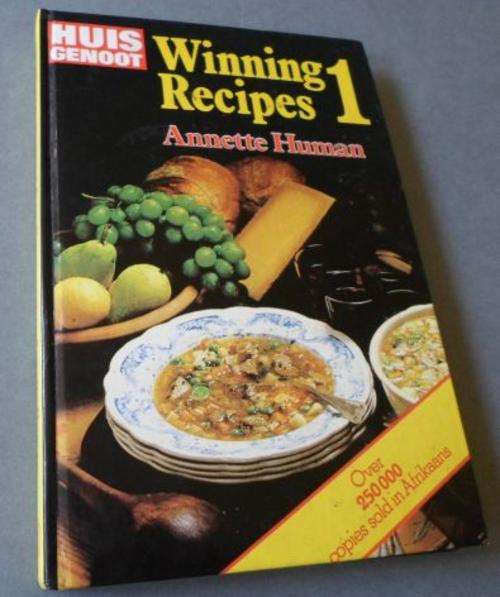 HUIS
GENOOT
Winning
Recipes 1
Annette Human
Over
250 000
copies sold in Afrikaans